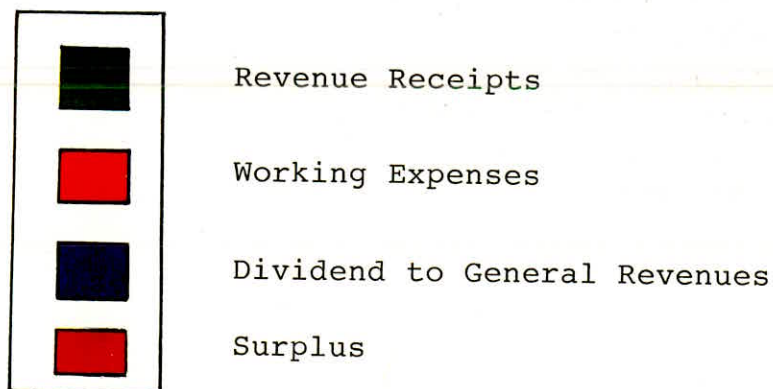 Revenue Receipts
Working Expenses
Dividend to General Revenues
Surplus